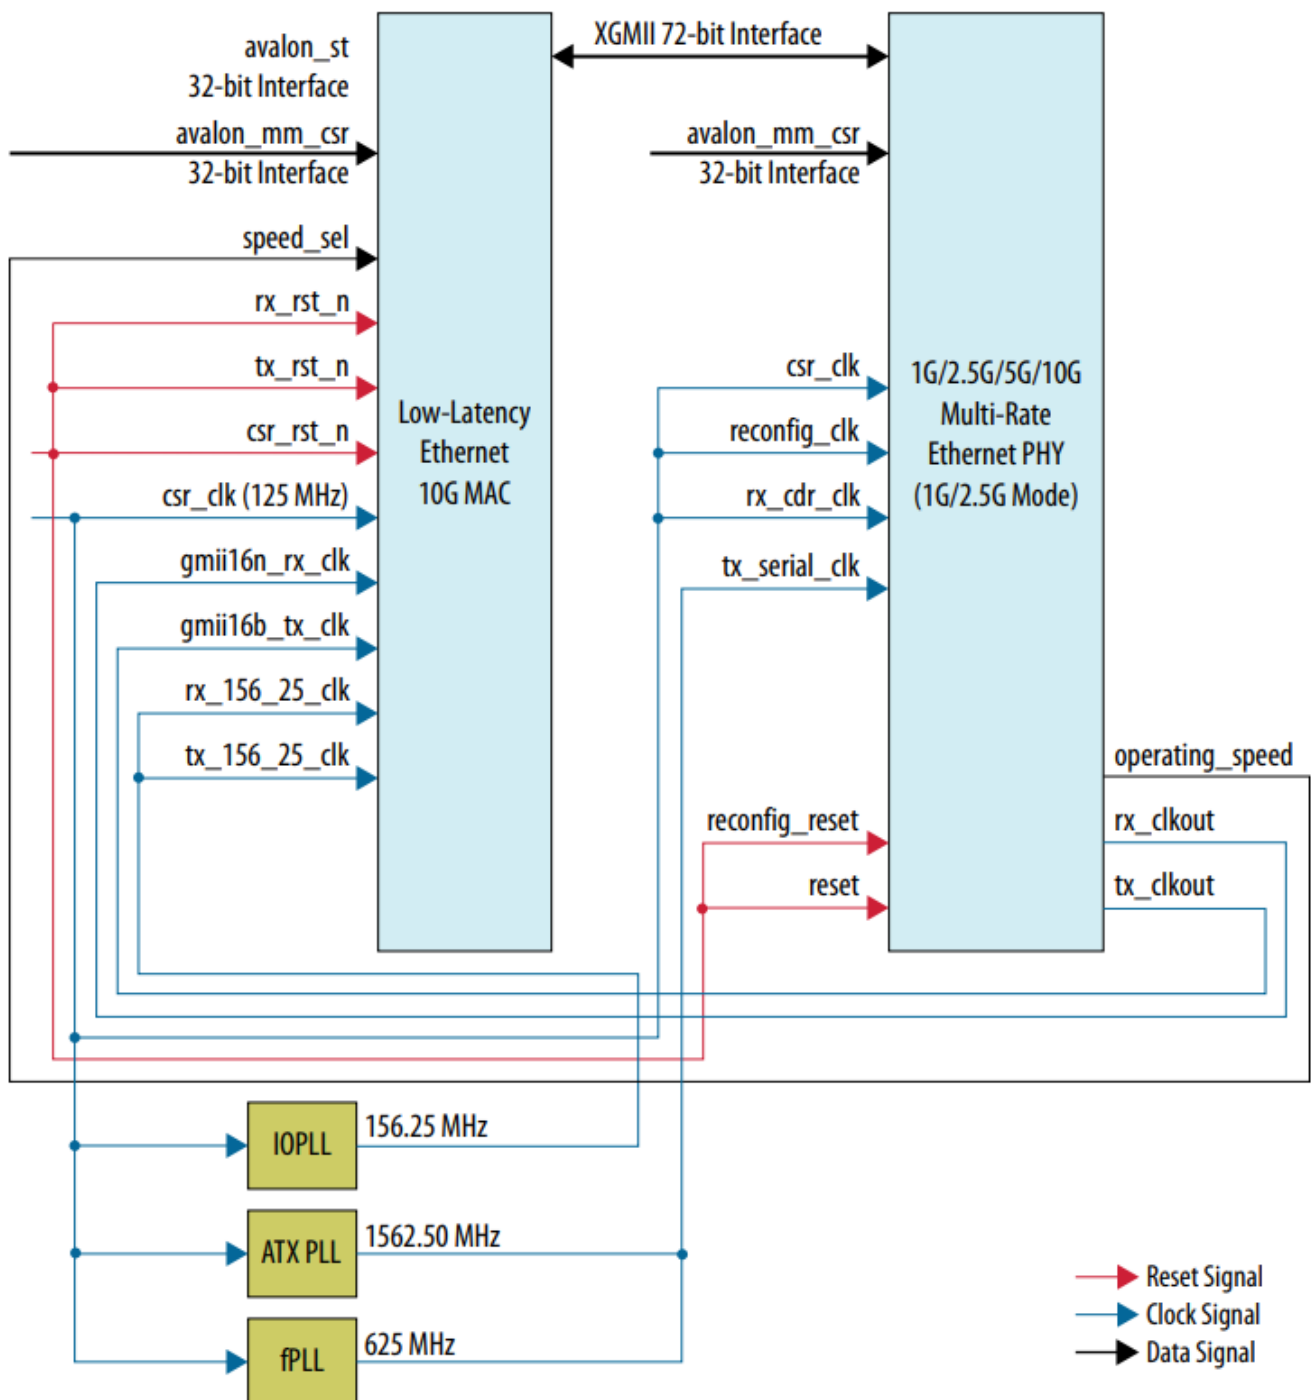 XGMII 72-bit Interface
avalon_st
32-bit Interface
avalon_mm_csr
32-bit Interface
avalon_mm_csr
32-bit Interface
speed_sel
rx_rst_n
tx_rst_n
csr_rst_n
csr_clk (125 MHz)
gmii16n_rx_clk
gmii16b_tx_clk
rx_156_25_clk
tx_156_25_clk
Low-Latency
Ethernet
10G MAC
csr_clk
reconfig_clk
rx_cdr_clk
tx_serial_clk
reconfig_reset
reset
1G/2.5G/5G/10G
Multi-Rate
Ethernet PHY
(1G/2.5G Mode)
operating_speed
rx_clkout
tx_clkout
IOPLL
156.25 MHz
ATX PLL
1562.50 MHz
fPLL
625 MHz
Reset Signal
Clock Signal
Data Signal